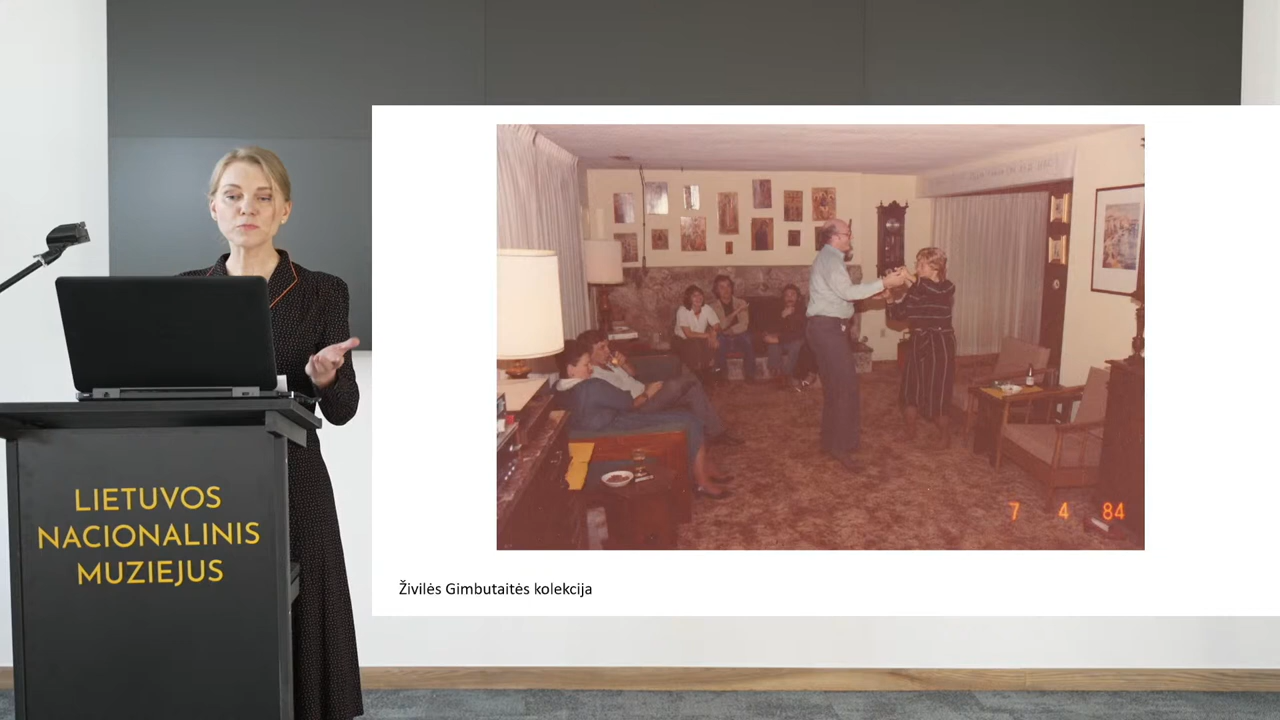 LIETUVOS
NACIONALINIS
MUZIEJUS
7 4 84
Živilės Gimbutaitės kolekcija